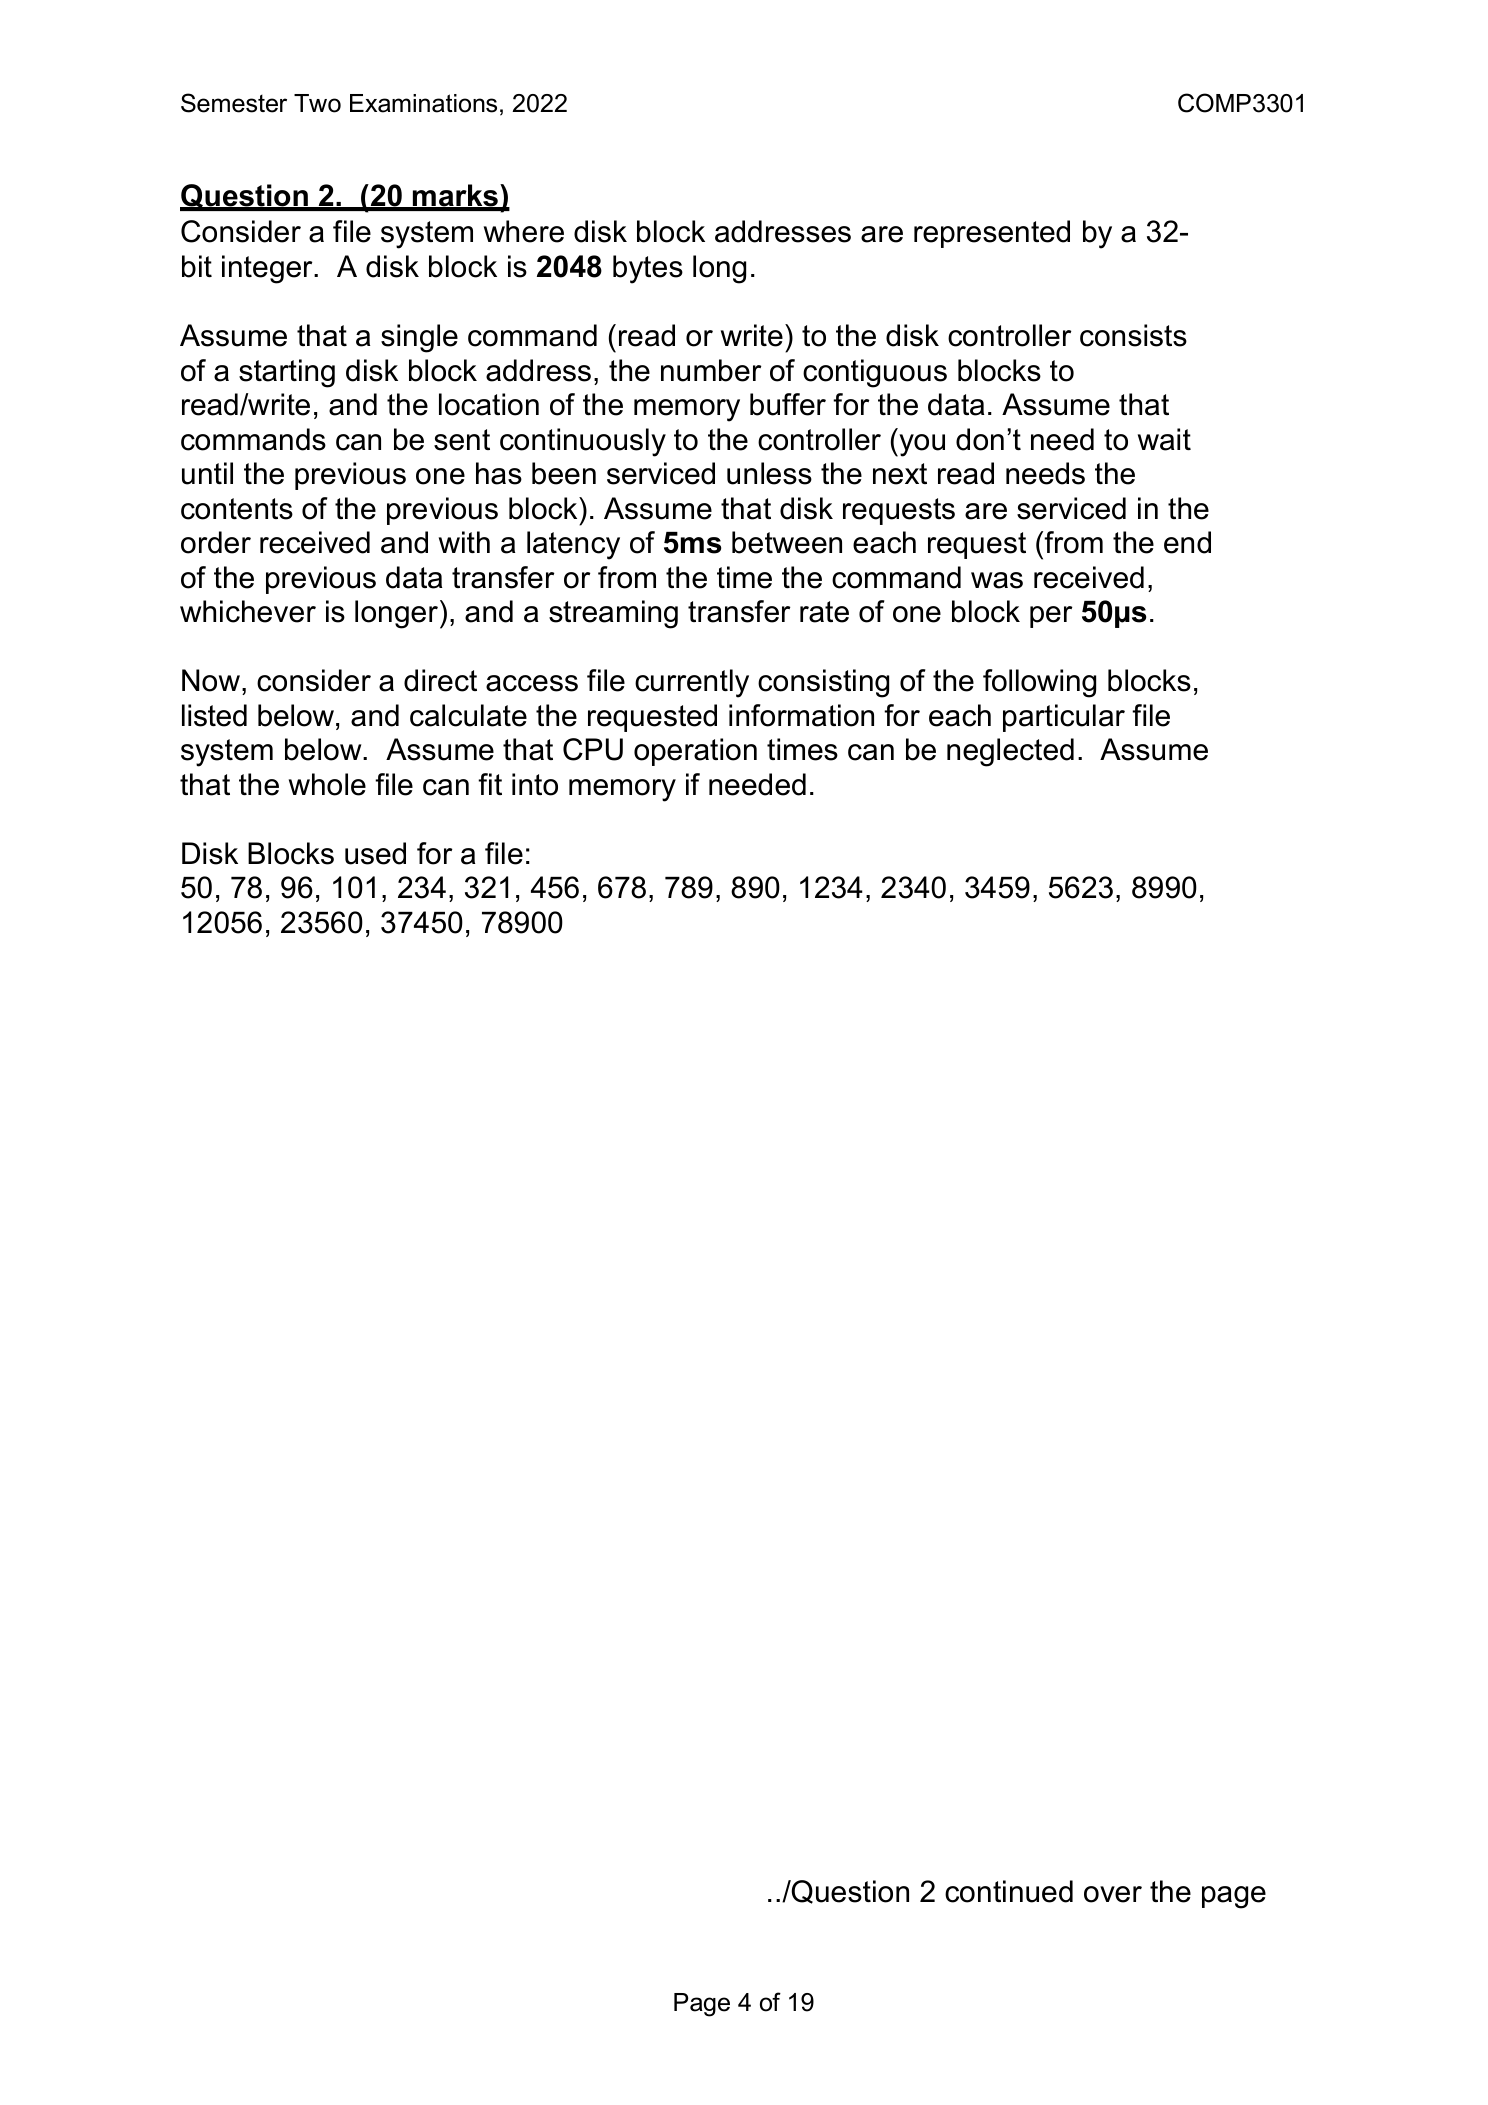 Semester Two Examinations, 2022 COMP3301
Question 2. (20 marks)
Consider a file system where disk block addresses are represented by a 32-
bit integer. A disk block is 2048 bytes long.
Assume that a single command (read or write) to the disk controller consists
of a starting disk block address, the number of contiguous blocks to
read/write, and the location of the memory buffer for the data. Assume that
commands can be sent continuously to the controller (you don’t need to wait
until the previous one has been serviced unless the next read needs the
contents of the previous block). Assume that disk requests are serviced in the
order received and with a latency of 5ms between each request (from the end
of the previous data transfer or from the time the command was received,
whichever is longer), and a streaming transfer rate of one block per 50µs.
Now, consider a direct access file currently consisting of the following blocks,
listed below, and calculate the requested information for each particular file
system below. Assume that CPU operation times can be neglected. Assume
that the whole file can fit into memory if needed.
Disk Blocks used for a file:
50, 78, 96, 101, 234, 321, 456, 678, 789, 890, 1234, 2340, 3459, 5623, 8990,
12056, 23560, 37450, 78900
../Question 2 continued over the page
Page 4 of 19